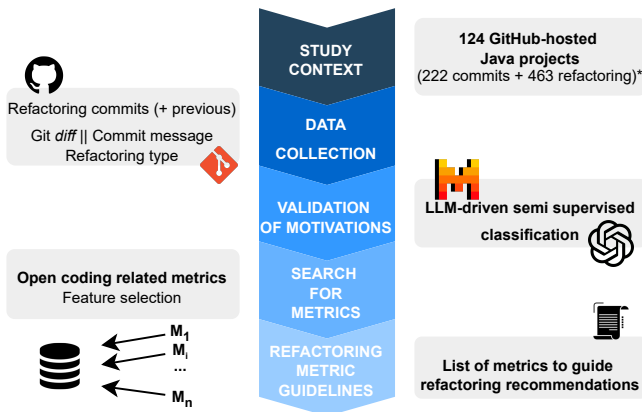 STUDY
CONTEXT
124 GitHub-hosted
Java projects
(222 commits + 463 refactoring)*
Refactoring commits (+ previous)
Git diff || Commit message
Refactoring type
DATA
COLLECTION
VALIDATION
OF MOTIVATIONS
LLM-driven semi supervised
classification
Open coding related metrics
Feature selection
SEARCH
FOR
METRICS
M1
Mi
...
Mn
REFACTORING
METRIC
GUIDELINES
List of metrics to guide
refactoring recommendations